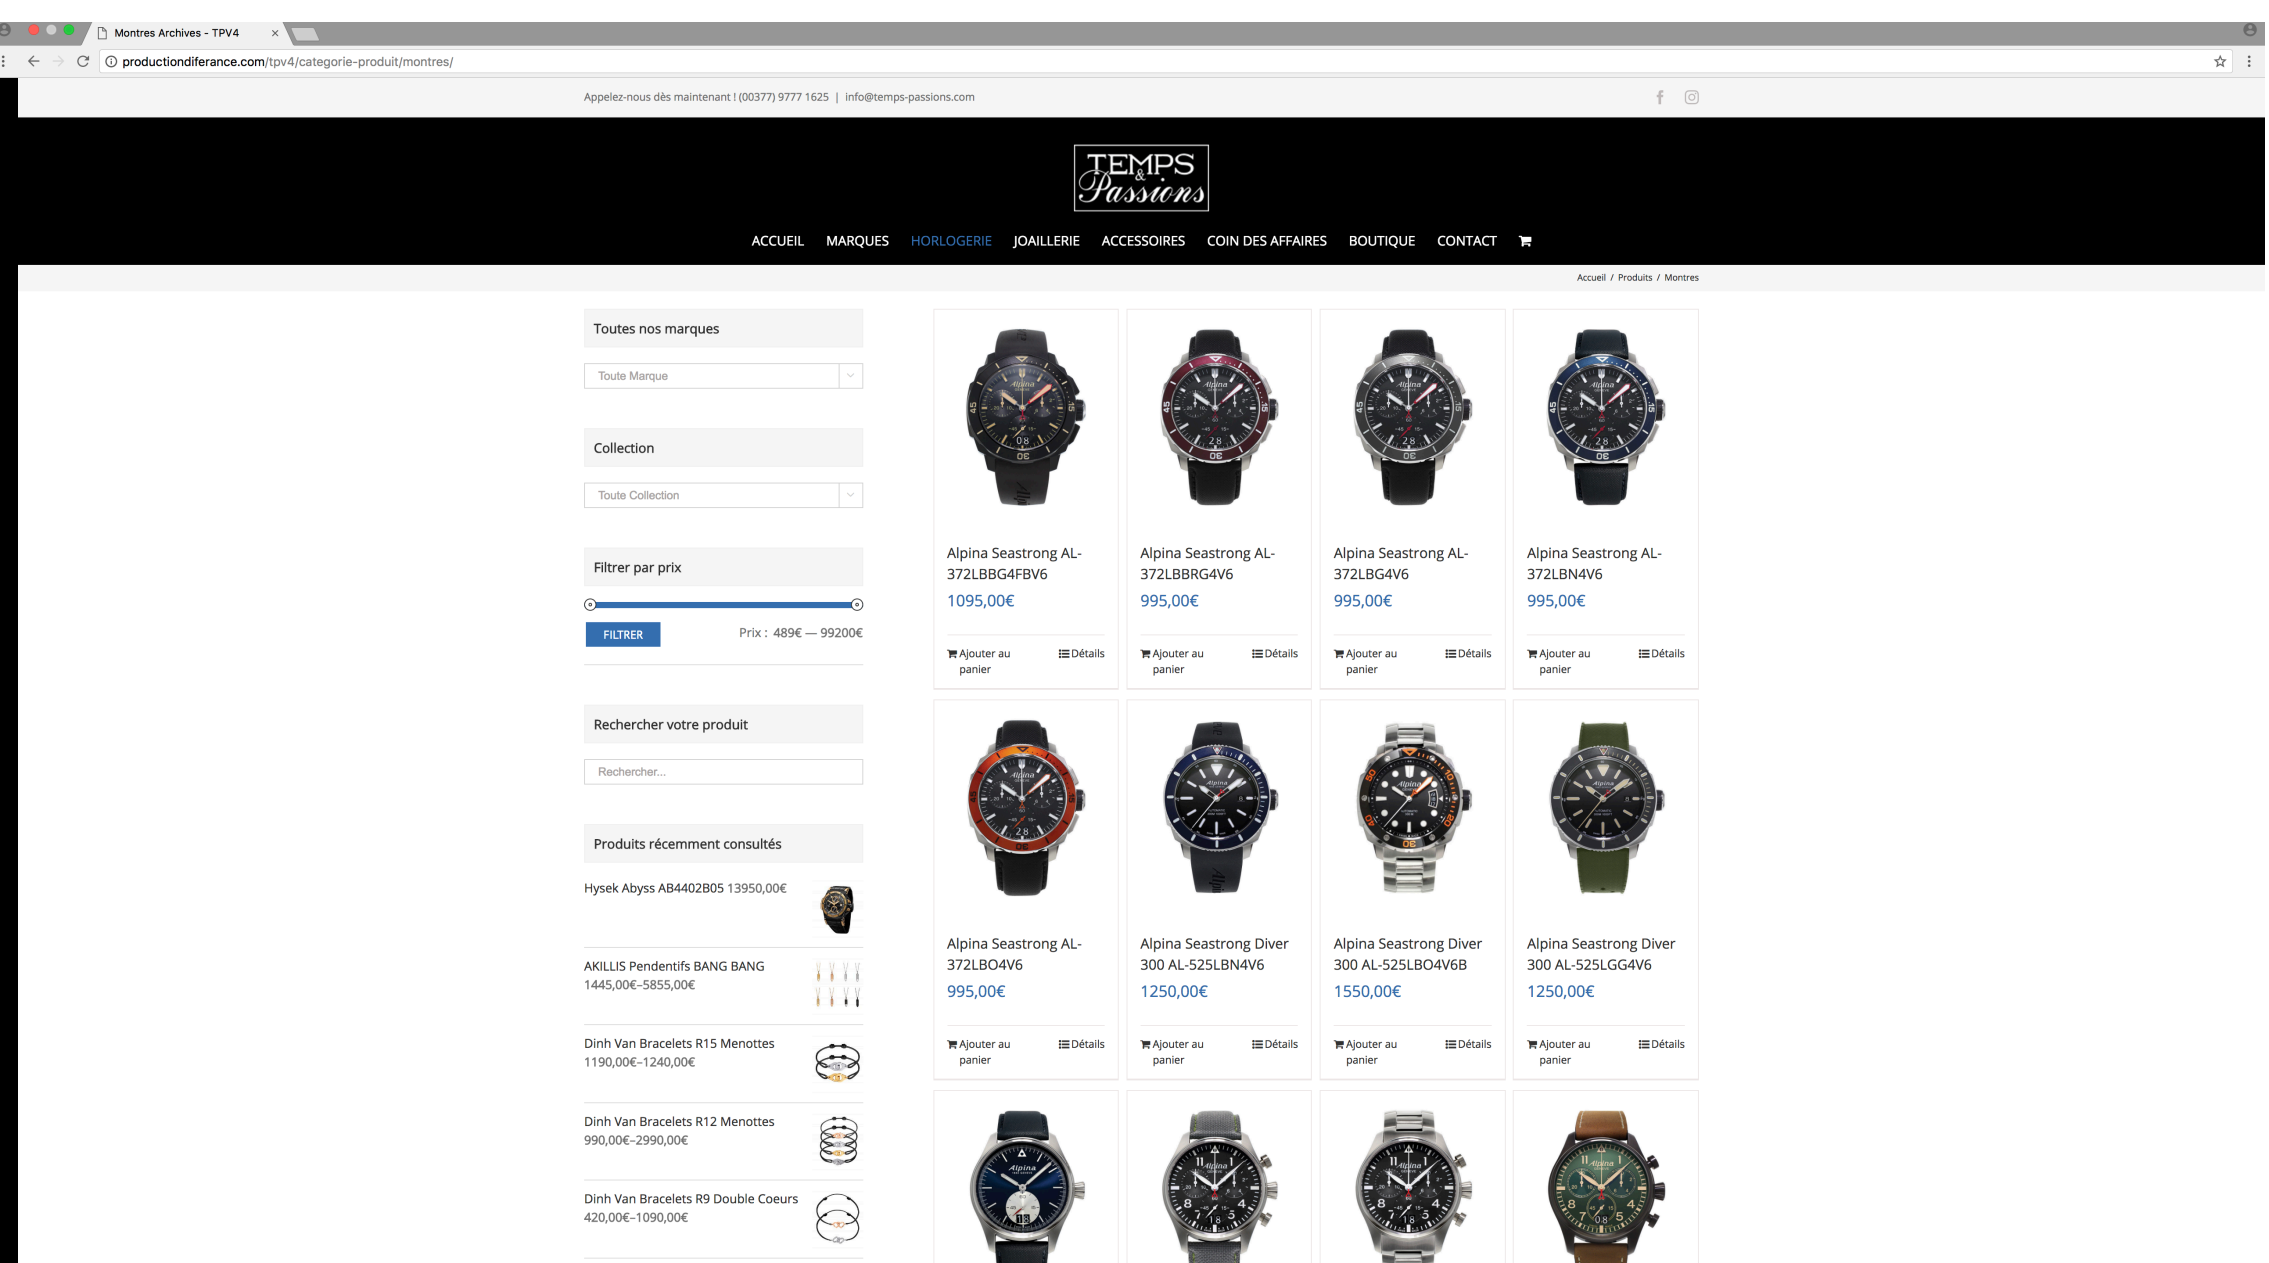 Montres Archives - TPV4
productiondiferance.com/tpv4/categorie-produit/montres/
Appelez-nous dès maintenant ! (00377) 9777 1625 | info@temps-passions.com
TEMPS
&
Passions
ACCUEIL MARQUES HORLOGERIE JOAILLERIE ACCESSOIRES COIN DES AFFAIRES BOUTIQUE CONTACT
Accueil / Produits / Montres
Toutes nos marques
Toute Marque
Collection
Toute Collection
Filtrer par prix
FILTRER Prix : 489€ — 99200€
Rechercher votre produit
Rechercher...
Produits récemment consultés
Hysek Abyss AB4402B05 13950,00€
AKILLIS Pendentifs BANG BANG
1445,00€–5855,00€
Dinh Van Bracelets R15 Menottes
1190,00€–1240,00€
Dinh Van Bracelets R12 Menottes
990,00€–2990,00€
Dinh Van Bracelets R9 Double Coeurs
420,00€–1090,00€
Alpina Seastrong AL-
372LBBG4FBV6
1095,00€
Ajouter au Détails
panier
Alpina Seastrong AL-
372LBBRG4V6
995,00€
Ajouter au Détails
panier
Alpina Seastrong AL-
372LBG4V6
995,00€
Ajouter au Détails
panier
Alpina Seastrong AL-
372LBN4V6
995,00€
Ajouter au Détails
panier
Alpina Seastrong AL-
372LBO4V6
995,00€
Ajouter au Détails
panier
Alpina Seastrong Diver
300 AL-525LBN4V6
1250,00€
Ajouter au Détails
panier
Alpina Seastrong Diver
300 AL-525LBO4V6B
1550,00€
Ajouter au Détails
panier
Alpina Seastrong Diver
300 AL-525LGG4V6
1250,00€
Ajouter au Détails
panier